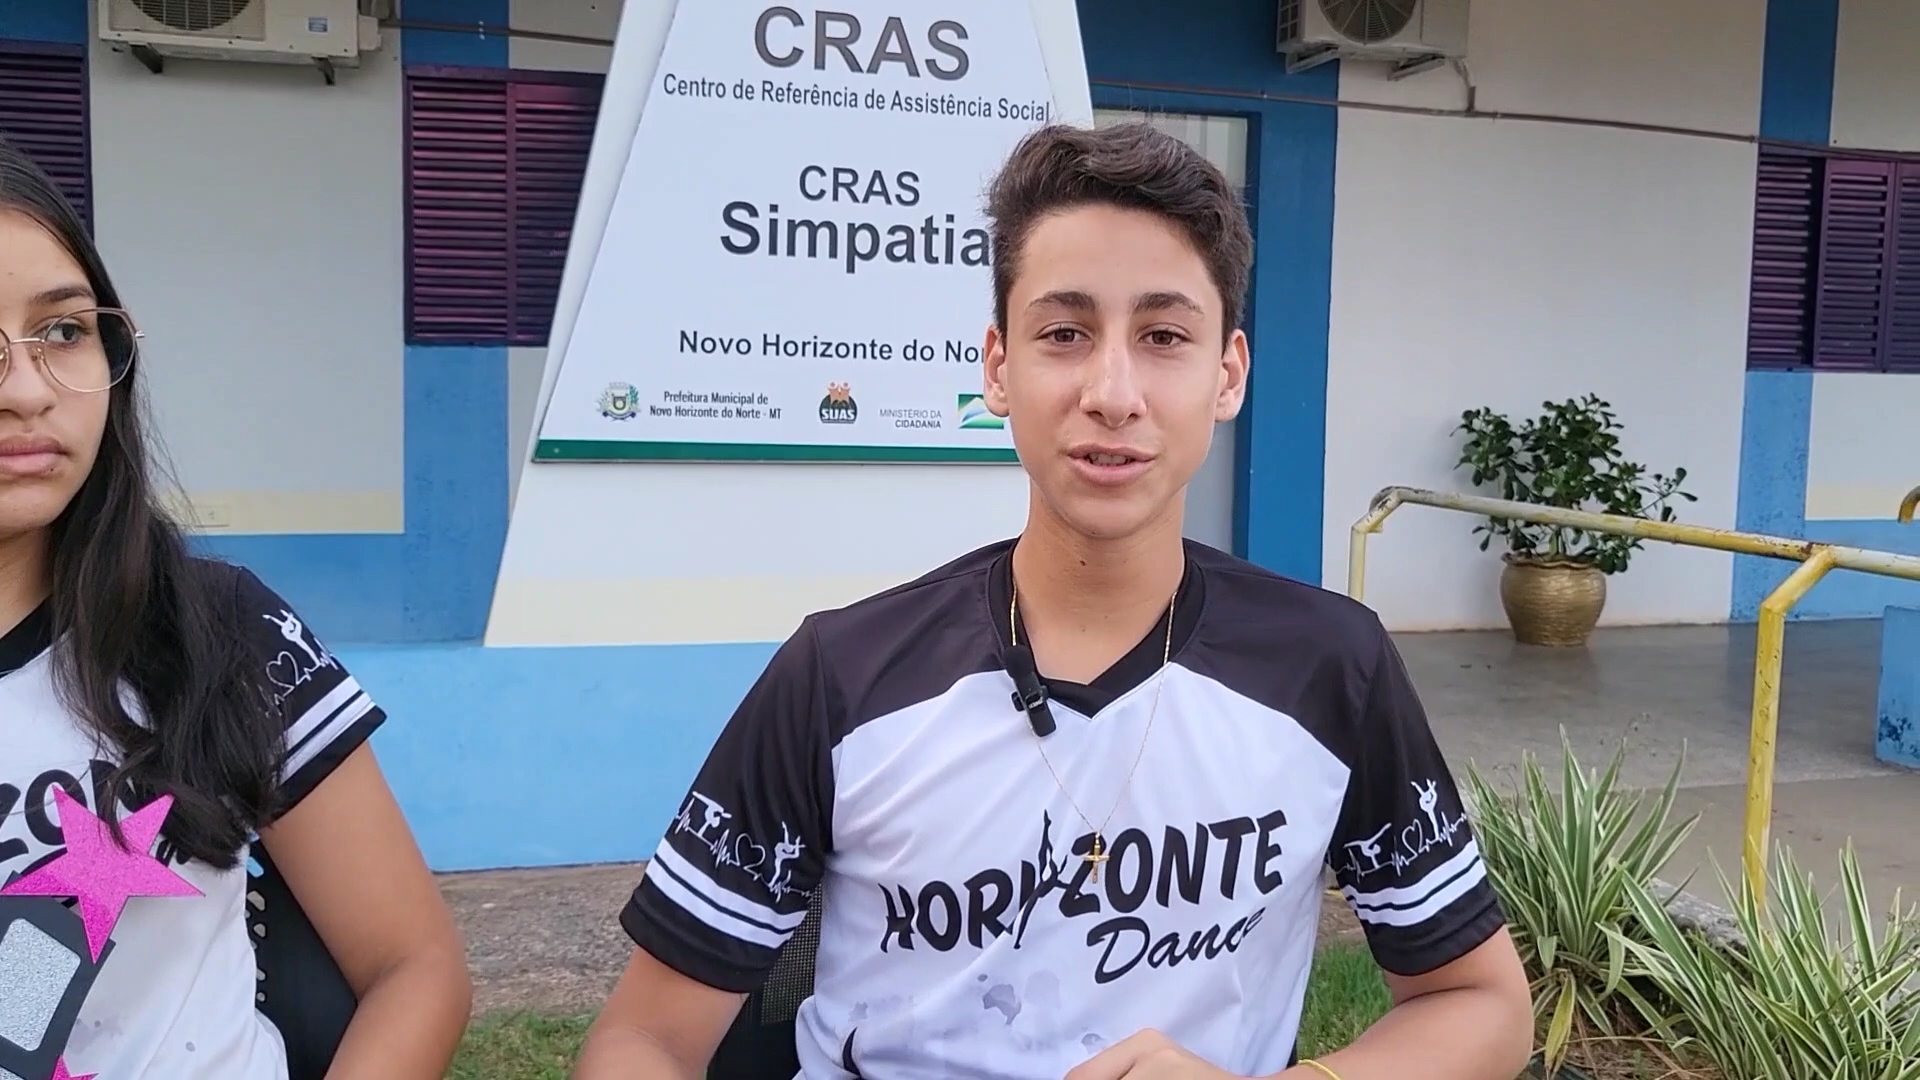 CRAS
Centro de Referência de Assistência Social
CRAS
Simpatia
Novo Horizonte do Nor
Prefeitura Municipal de
Novo Horizonte do Norte - MT
SUAS
MINISTÉRIO DA
CIDADANIA
HORIZONTE
Dance
ZON